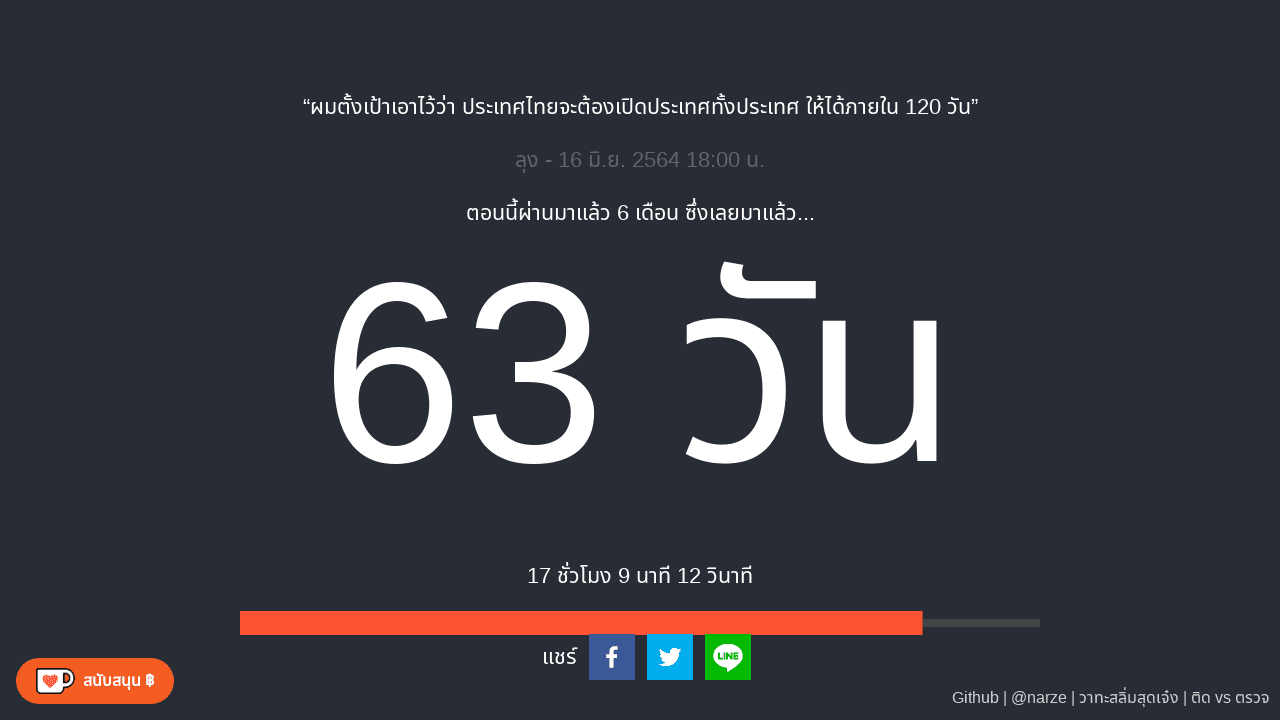 “ผมตั้งเป้าเอาไว้ว่า ประเทศไทยจะต้องเปิดประเทศทั้งประเทศ ให้ได้ภายใน 120 วัน”
ลุง - 16 มิ.ย. 2564 18:00 น.
ตอนนี้ผ่านมาแล้ว 6 เดือน ซึ่งเลยมาแล้ว...
63 วัน
17 ชั่วโมง 9 นาที 12 วินาที
แชร์
LINE
สนับสนุน ฿
Github | @narze | วาทะสลิ่มสุดเจ๋ง | ติด vs ตรวจ